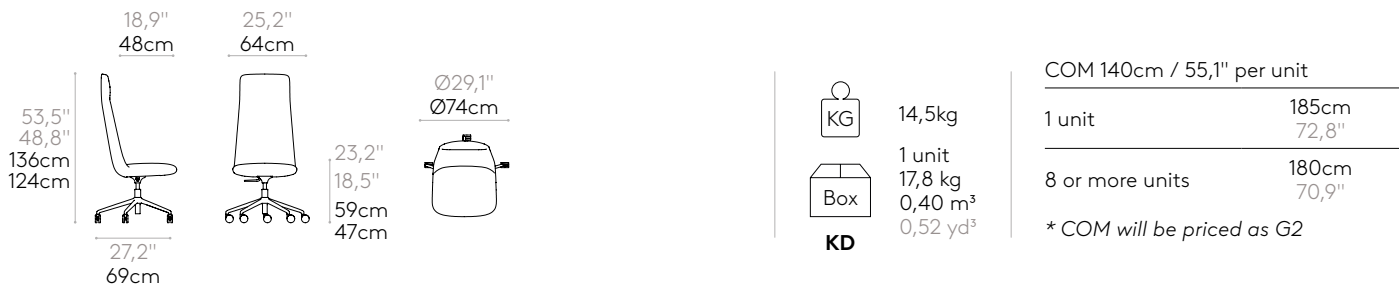 18,9"
48cm
25,2"
64cm
53,5"
48,8"
136cm
124cm
27,2"
69cm
23,2"
18,5"
59cm
47cm
Ø29,1"
Ø74cm
KG
14,5kg
Box
KD
1 unit
17,8 kg
0,40 m³
0,52 yd³
COM 140cm / 55,1" per unit
1 unit 185cm
72,8"
8 or more units 180cm
70,9"
* COM will be priced as G2